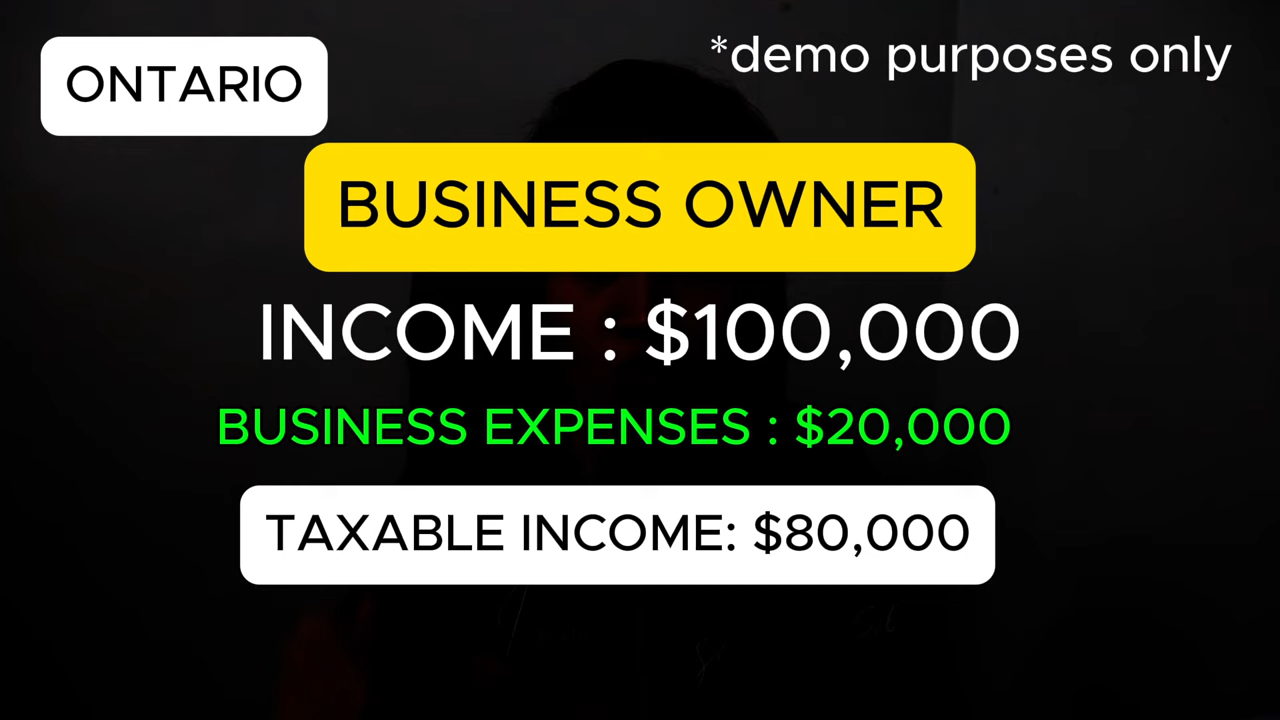 ONTARIO
*demo purposes only
BUSINESS OWNER
INCOME : $100,000
BUSINESS EXPENSES : $20,000
TAXABLE INCOME: $80,000